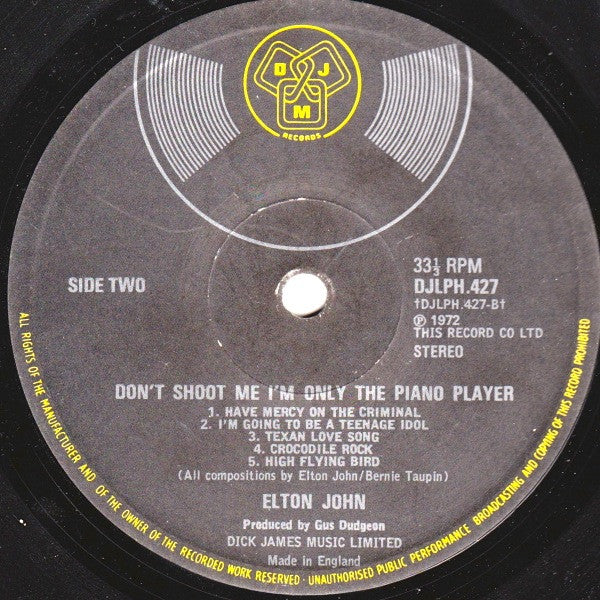 D J
M
RECORDS
SIDE TWO
33⅓ RPM
DJLPH.427
†DJLPH.427-B†
Ⓟ 1972
THIS RECORD CO LTD
STEREO
DON'T SHOOT ME I'M ONLY THE PIANO PLAYER
1. HAVE MERCY ON THE CRIMINAL
2. I'M GOING TO BE A TEENAGE IDOL
3. TEXAN LOVE SONG
4. CROCODILE ROCK
5. HIGH FLYING BIRD
(All compositions by Elton John/Bernie Taupin)
ELTON JOHN
Produced by Gus Dudgeon
DICK JAMES MUSIC LIMITED
Made in England
ALL RIGHTS OF THE MANUFACTURER AND OF THE OWNER OF THE RECORDED WORK RESERVED · UNAUTHORISED PUBLIC PERFORMANCE BROADCASTING AND COPYING OF THIS RECORD PROHIBITED